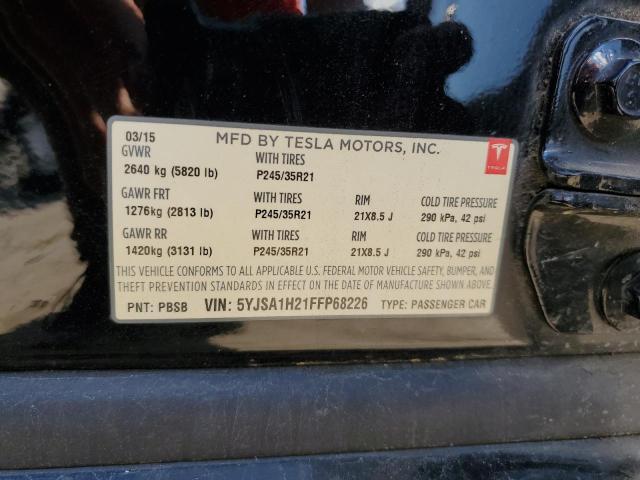 03/15 MFD BY TESLA MOTORS, INC.
GVWR WITH TIRES
2640 kg (5820 lb) P245/35R21
GAWR FRT WITH TIRES RIM COLD TIRE PRESSURE
1276kg (2813 lb) P245/35R21 21X8.5 J 290 kPa, 42 psi
GAWR RR WITH TIRES RIM COLD TIRE PRESSURE
1420kg (3131 lb) P245/35R21 21X8.5 J 290 kPa, 42 psi
THIS VEHICLE CONFORMS TO ALL APPLICABLE U.S. FEDERAL MOTOR VEHICLE SAFETY, BUMPER, AND
THEFT PREVENTION STANDARDS IN EFFECT ON THE DATE OF MANUFACTURE SHOWN ABOVE.
PNT: PBSB VIN: 5YJSA1H21FFP68226 TYPE: PASSENGER CAR